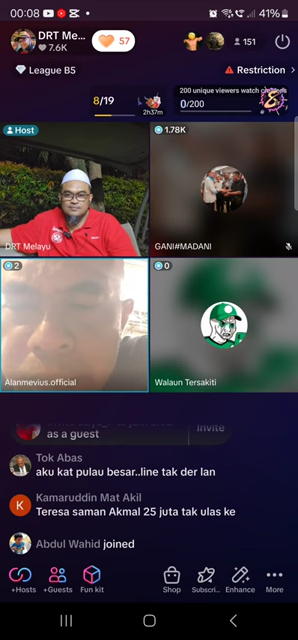 00:08
41%
DRT Me...
7.6K
57
151
League B5
Restriction >
8/19
2h37m
200 unique viewers watch
0/200
Host
1.78K
DRT Melayu
GANI#MADANI
2
0
Alanmevius.official
Walaun Tersakiti
as a guest
Invite
Tok Abas
aku kat pulau besar..line tak der lan
Kamaruddin Mat Akil
Teresa saman Akmal 25 juta tak ulas ke
Abdul Wahid joined
+Hosts
+Guests
Fun kit
Shop
Subscri...
Enhance
More